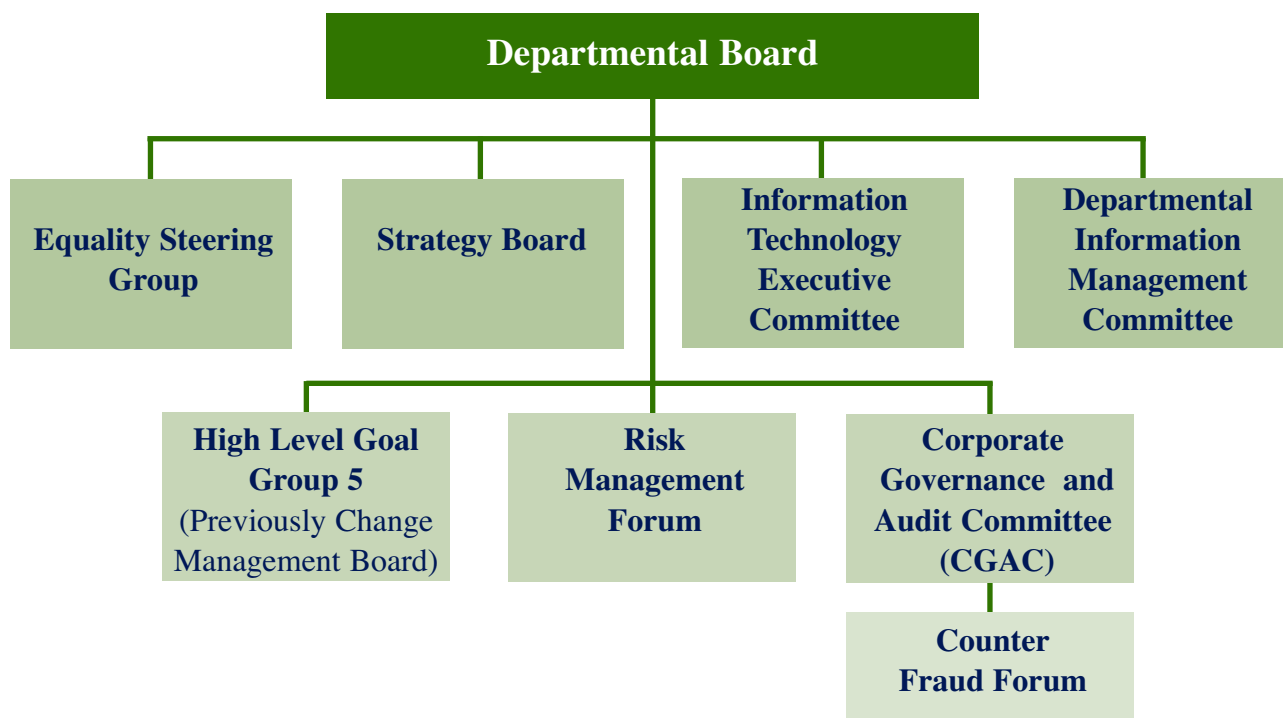 Departmental Board
Equality Steering
Group
Strategy Board
Information
Technology
Executive
Committee
Departmental
Information
Management
Committee
High Level Goal
Group 5
(Previously Change
Management Board)
Risk
Management
Forum
Corporate
Governance and
Audit Committee
(CGAC)
Counter
Fraud Forum